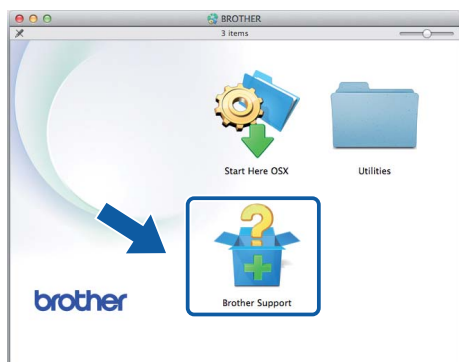 BROTHER
3 items
Start Here OSX
Utilities
Brother Support
brother